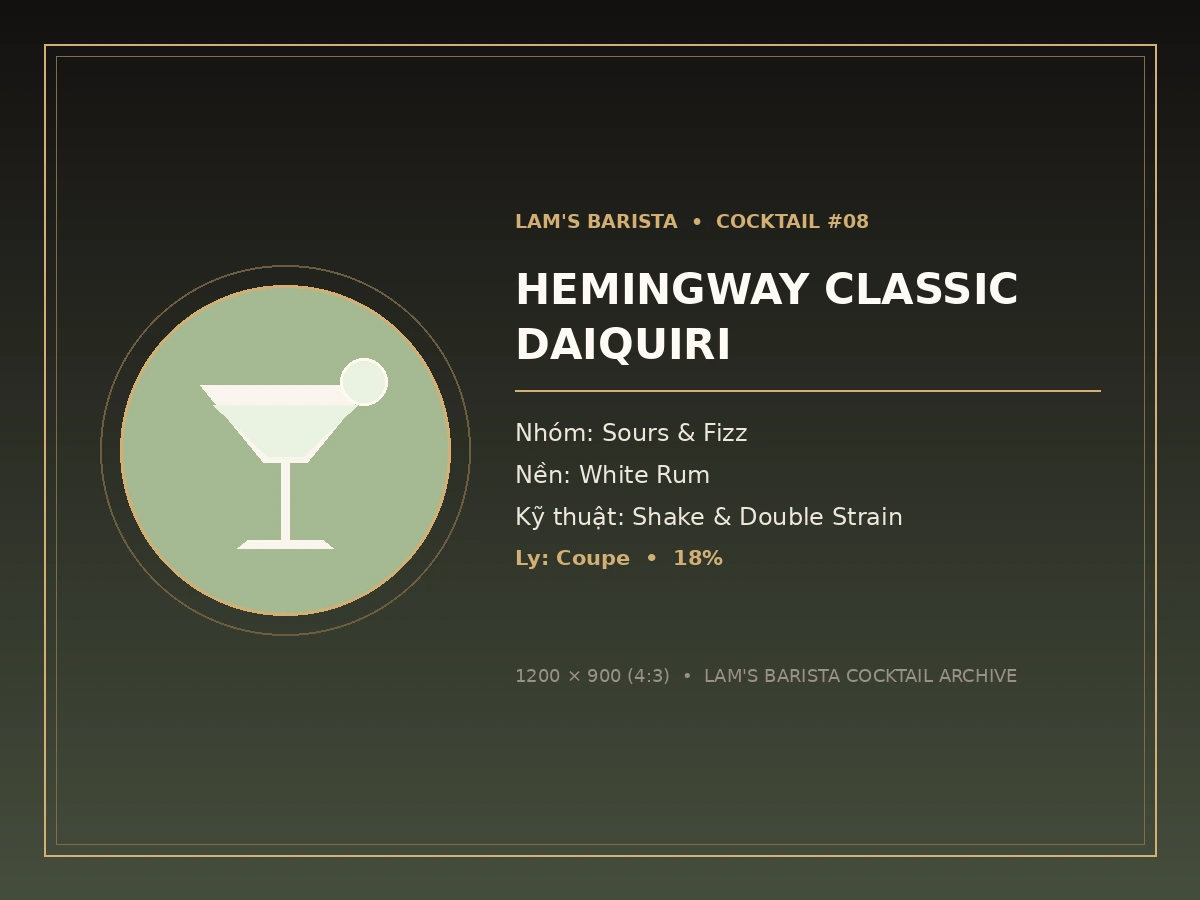 LAM'S BARISTA • COCKTAIL #08
HEMINGWAY CLASSIC
DAIQUIRI
Nhóm: Sours & Fizz
Nền: White Rum
Kỹ thuật: Shake & Double Strain
Ly: Coupe • 18%
1200 × 900 (4:3) • LAM'S BARISTA COCKTAIL ARCHIVE